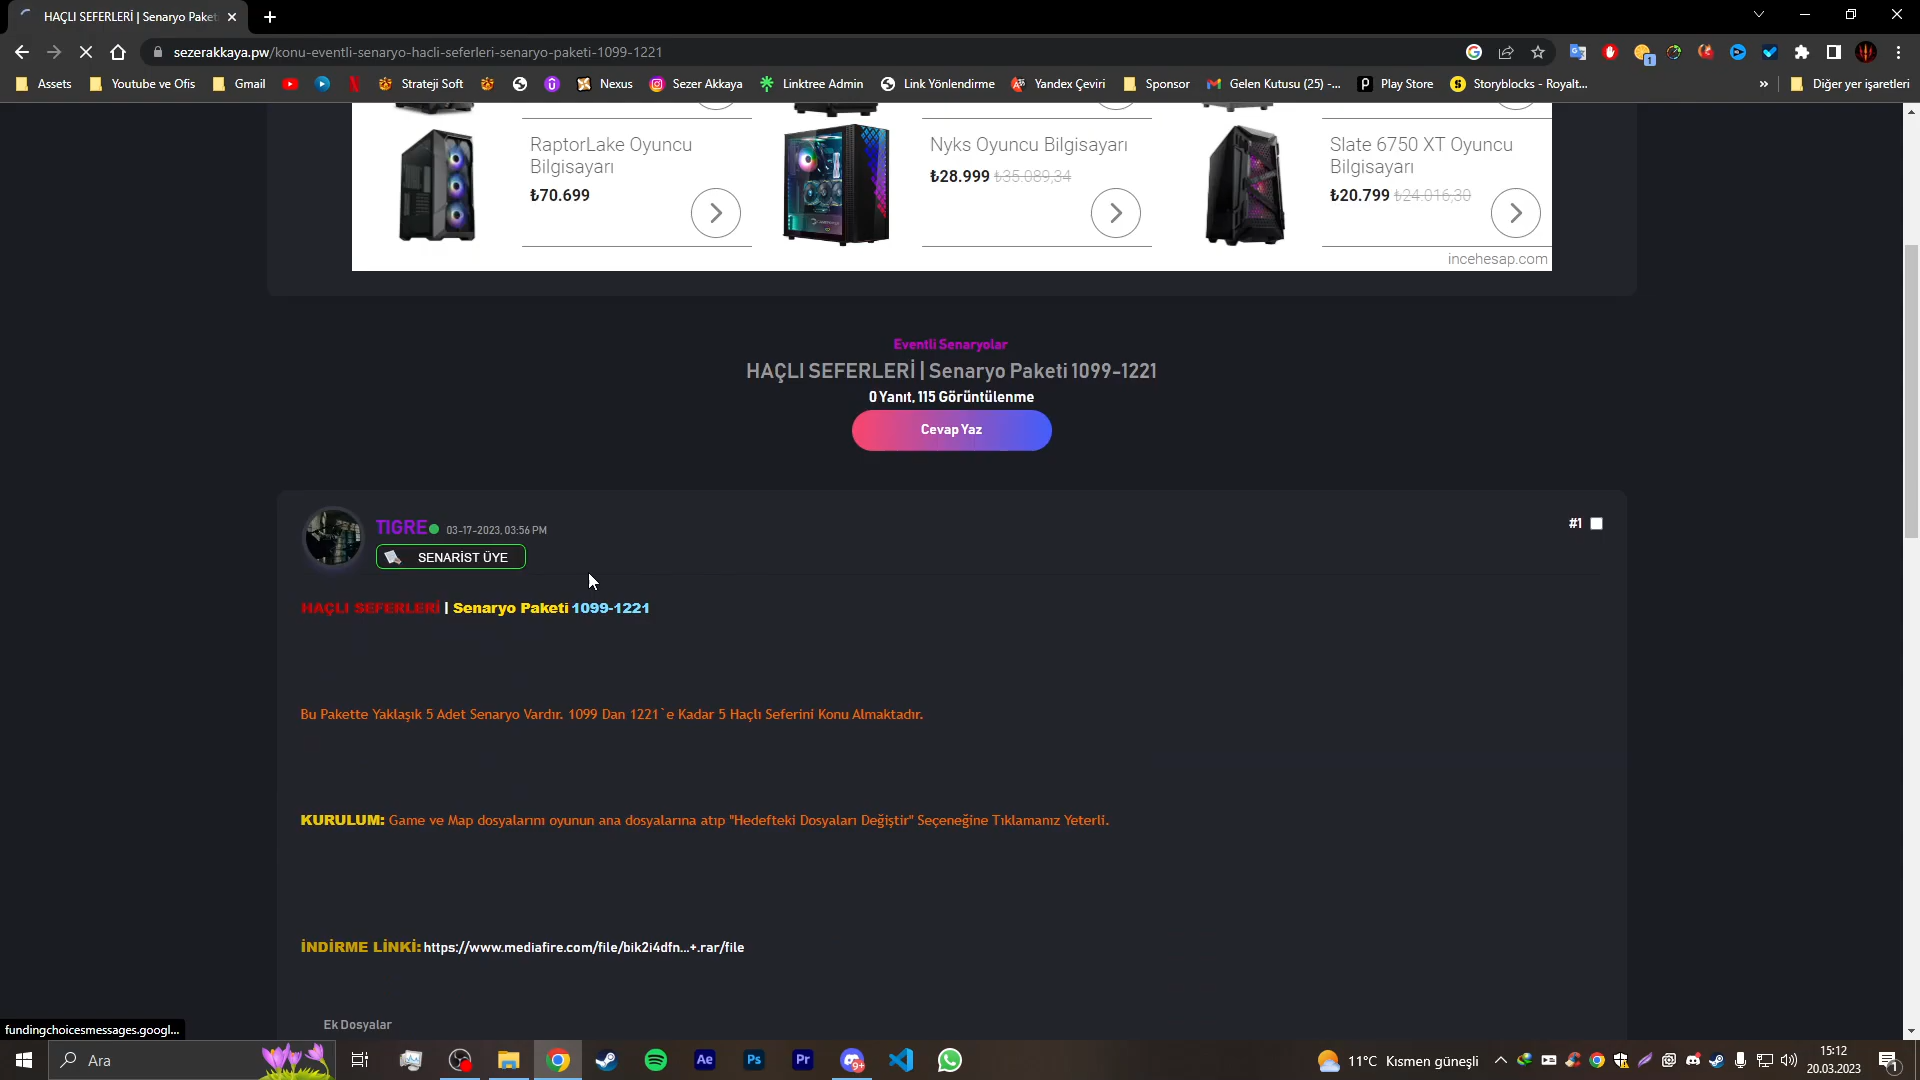 HAÇLI SEFERLERİ | Senaryo Paket
sezerakkaya.pw/konu-eventli-senaryo-hacli-seferleri-senaryo-paketi-1099-1221
Assets
Youtube ve Ofis
Gmail
Strateji Soft
Nexus
Sezer Akkaya
Linktree Admin
Link Yönlendirme
Yandex Çeviri
Sponsor
Gelen Kutusu (25) -...
Play Store
Storyblocks - Royalt...
»
Diğer yer işaretleri
RaptorLake Oyuncu
Bilgisayarı
₺70.699
Nyks Oyuncu Bilgisayarı
₺28.999 ₺35.089,34
Slate 6750 XT Oyuncu
Bilgisayarı
₺20.799 ₺24.016,30
incehesap.com
Eventli Senaryolar
HAÇLI SEFERLERİ | Senaryo Paketi 1099-1221
0 Yanıt, 115 Görüntülenme
Cevap Yaz
TIGRE 03-17-2023, 03:56 PM
#1
SENARİST ÜYE
HAÇLI SEFERLERİ | Senaryo Paketi 1099-1221
Bu Pakette Yaklaşık 5 Adet Senaryo Vardır. 1099 Dan 1221`e Kadar 5 Haçlı Seferini Konu Almaktadır.
KURULUM: Game ve Map dosyalarını oyunun ana dosyalarına atıp "Hedefteki Dosyaları Değiştir" Seçeneğine Tıklamanız Yeterli.
İNDİRME LİNKİ: https://www.mediafire.com/file/bik2i4dfn...+.rar/file
Ek Dosyalar
fundingchoicesmessages.googl...
Ara
Ae
Ps
Pr
9+
11°C Kısmen güneşli
15:12
20.03.2023
1